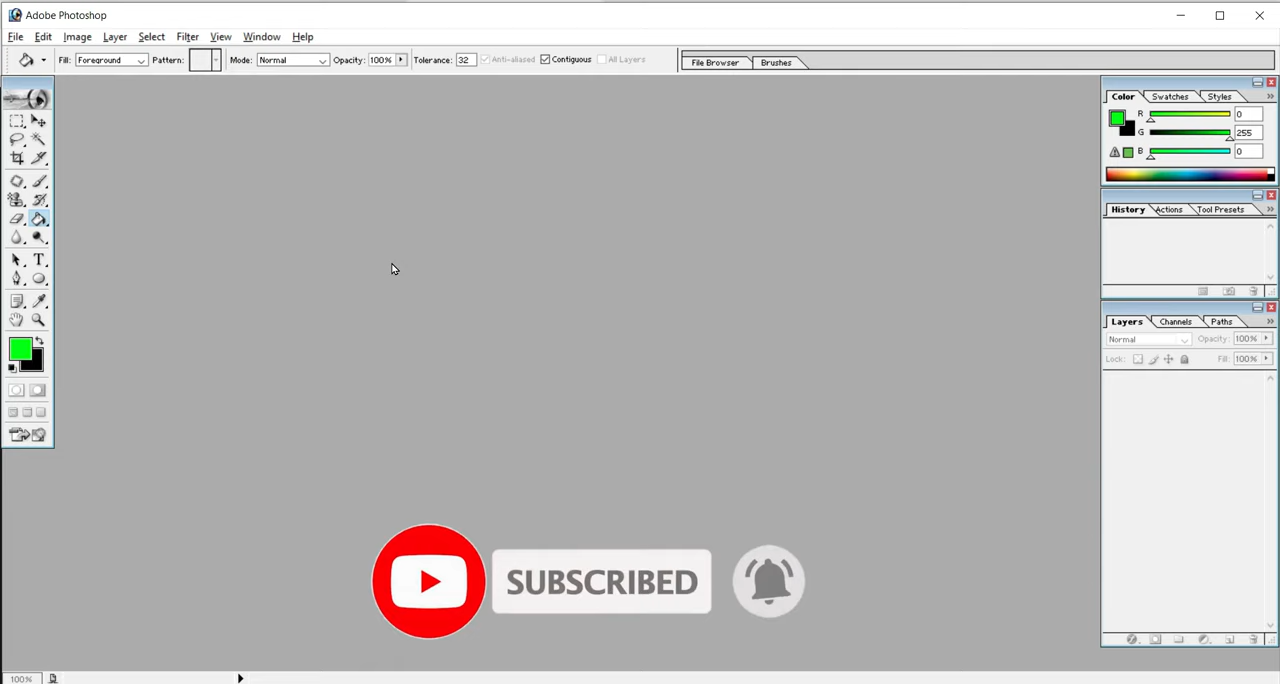 Adobe Photoshop
File Edit Image Layer Select Filter View Window Help
Fill: Foreground Pattern: Mode: Normal Opacity: 100% Tolerance: 32 Anti-aliased Contiguous All Layers File Browser Brushes
Color Swatches Styles
R 0
G 255
B 0
History Actions Tool Presets
Layers Channels Paths
Normal Opacity: 100%
Lock: Fill: 100%
SUBSCRIBED
100%